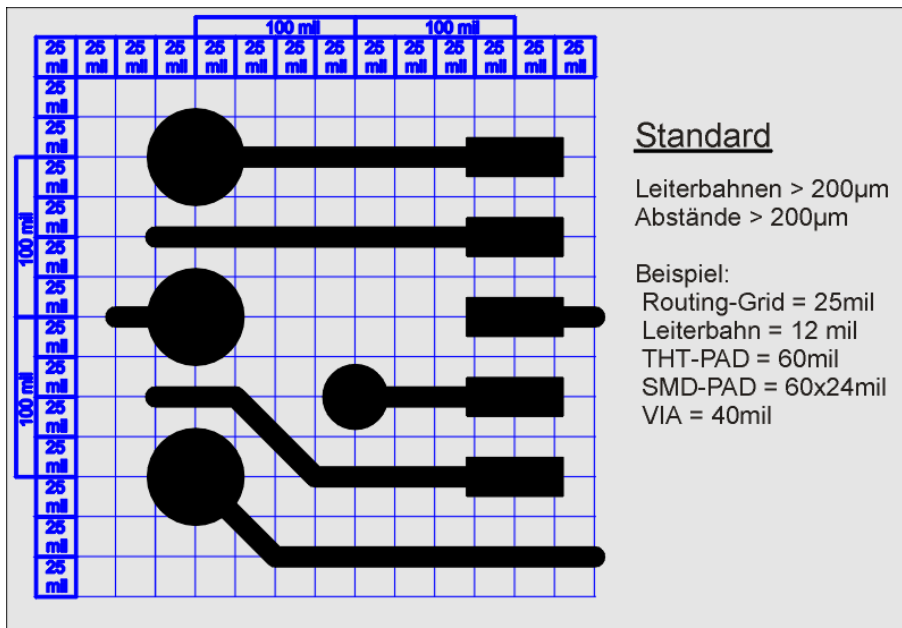 100 mil 100 mil
25 25 25 25 25 25 25 25 25 25 25 25 25 25
mil mil mil mil mil mil mil mil mil mil mil mil mil mil
25
mil
25
mil
25
mil
25
mil
25
mil
25
mil
25
mil
25
mil
25
mil
25
mil
25
mil
25
mil
25
mil
100 mil
100 mil
Standard
Leiterbahnen > 200µm
Abstände > 200µm
Beispiel:
Routing-Grid = 25mil
Leiterbahn = 12 mil
THT-PAD = 60mil
SMD-PAD = 60x24mil
VIA = 40mil